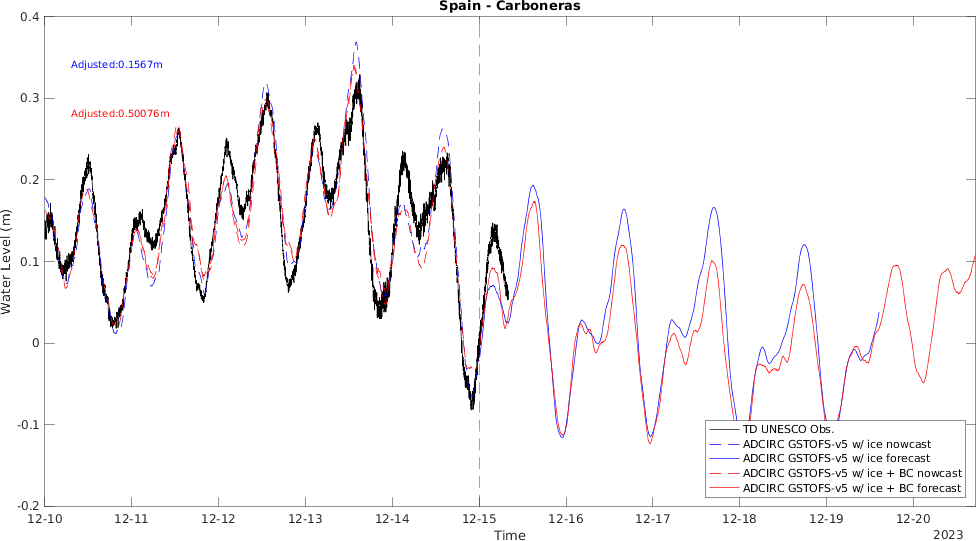 Spain - Carboneras
Water Level (m)
0.4
0.3
0.2
0.1
0
-0.1
-0.2
Adjusted:0.1567m
Adjusted:0.50076m
TD UNESCO Obs.
ADCIRC GSTOFS-v5 w/ ice nowcast
ADCIRC GSTOFS-v5 w/ ice forecast
ADCIRC GSTOFS-v5 w/ ice + BC nowcast
ADCIRC GSTOFS-v5 w/ ice + BC forecast
12-10 12-11 12-12 12-13 12-14 12-15 12-16 12-17 12-18 12-19 12-20
Time
2023